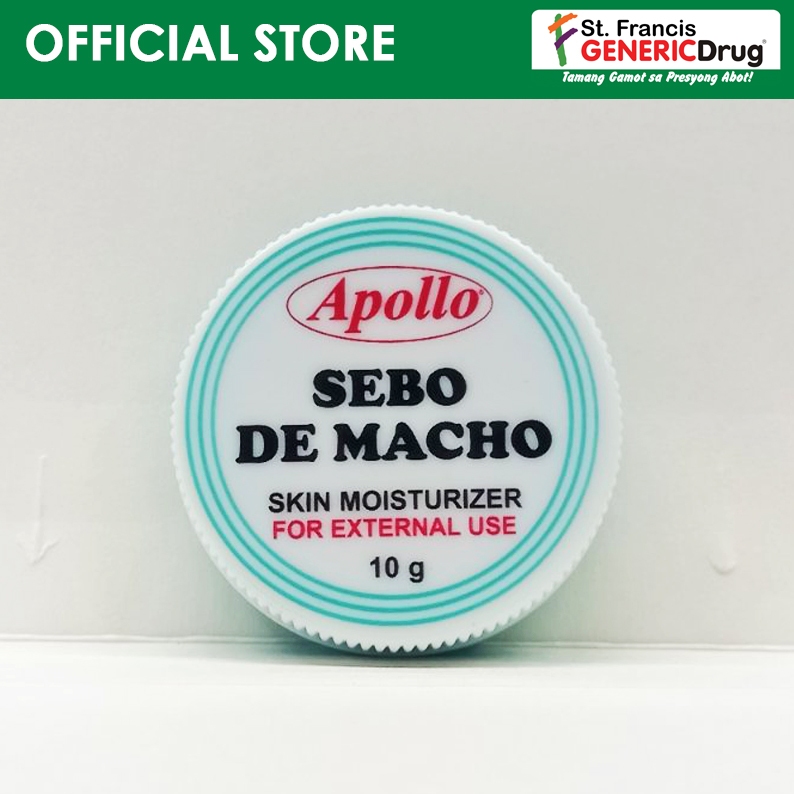 OFFICIAL STORE
St. Francis
GENERICDrug
Tamang Gamot sa Presyong Abot!
Apollo®
SEBO
DE MACHO
SKIN MOISTURIZER
FOR EXTERNAL USE
10 g